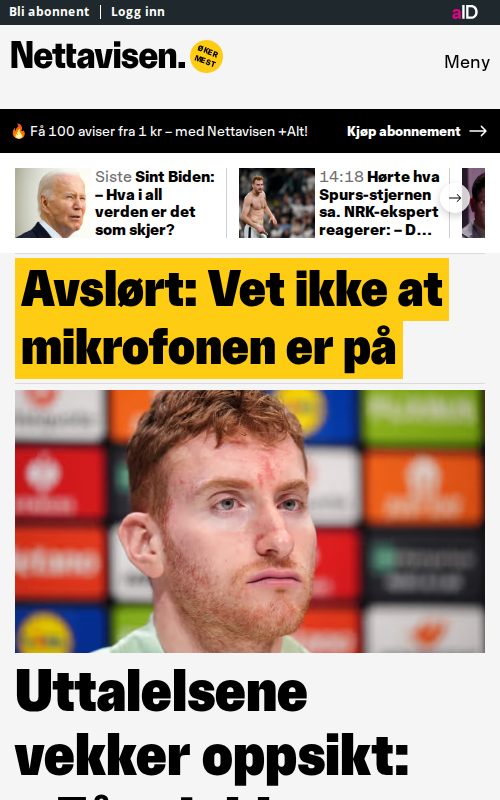 Bli abonnent
Logg inn
aID
Nettavisen.
ØKER
MEST
Meny
🔥 Få 100 aviser fra 1 kr – med Nettavisen +Alt!
Kjøp abonnement →
Siste Sint Biden:
– Hva i all
verden er det
som skjer?
14:18 Hørte hva
Spurs-stjernen
sa. NRK-ekspert
reagerer: – D...
Avslørt: Vet ikke at
mikrofonen er på
Uttalelsene
vekker oppsikt: